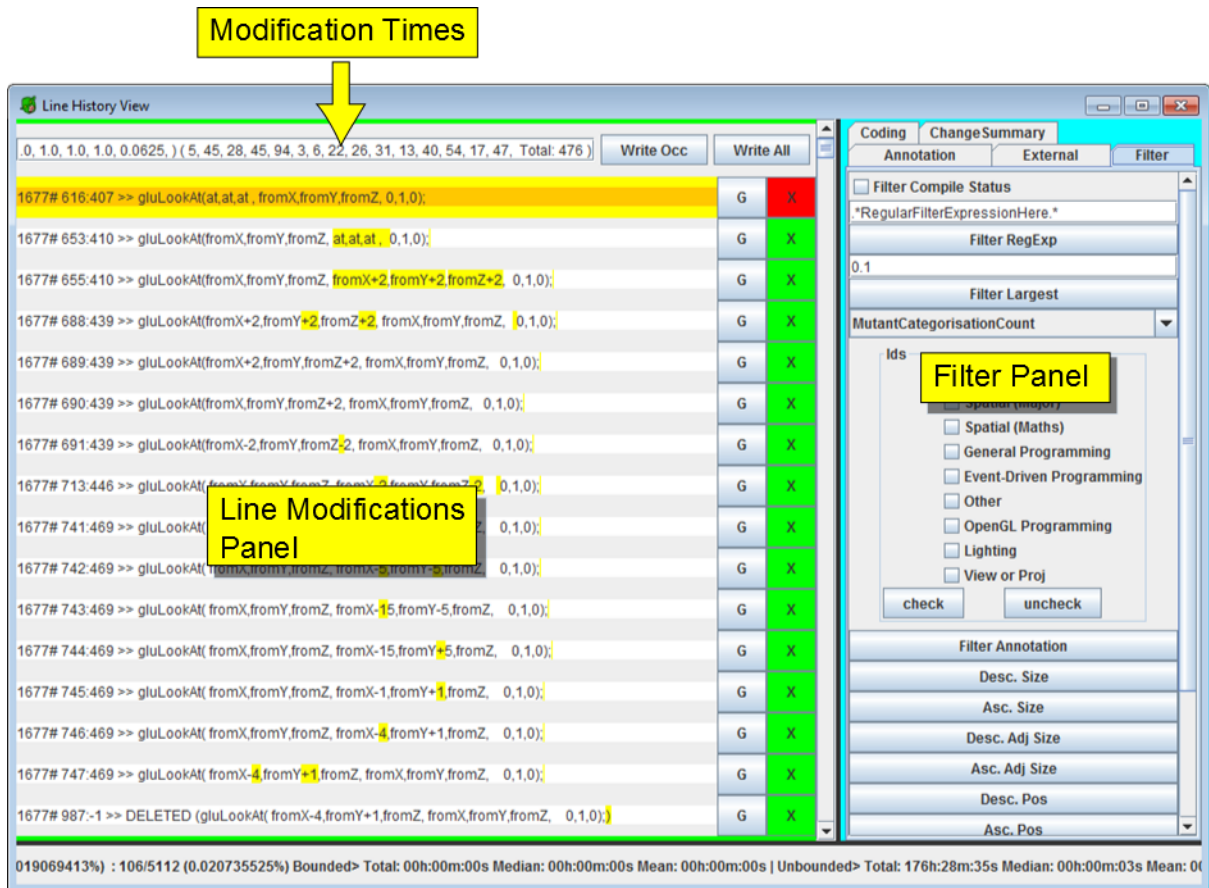 Modification Times
Line History View
.0, 1.0, 1.0, 1.0, 0.0625, ) ( 5, 45, 28, 45, 94, 3, 6, 22, 26, 31, 13, 40, 54, 17, 47, Total: 476 )
Write Occ
Write All
1677# 616:407 >> gluLookAt(at,at,at , fromX,fromY,fromZ, 0,1,0);
G
X
1677# 653:410 >> gluLookAt(fromX,fromY,fromZ, at,at,at , 0,1,0);
G
X
1677# 655:410 >> gluLookAt(fromX,fromY,fromZ, fromX+2,fromY+2,fromZ+2, 0,1,0);
G
X
1677# 688:439 >> gluLookAt(fromX+2,fromY+2,fromZ+2, fromX,fromY,fromZ, 0,1,0);
G
X
1677# 689:439 >> gluLookAt(fromX+2,fromY,fromZ+2, fromX,fromY,fromZ, 0,1,0);
G
X
1677# 690:439 >> gluLookAt(fromX,fromY,fromZ+2, fromX,fromY,fromZ, 0,1,0);
G
X
1677# 691:439 >> gluLookAt(fromX-2,fromY,fromZ-2, fromX,fromY,fromZ, 0,1,0);
G
X
1677# 713:446 >> gluLookAt( 0,1,0);
G
X
Line Modifications
Panel
1677# 741:469 >> gluLookAt( 0,1,0);
G
X
1677# 742:469 >> gluLookAt( 0,1,0);
G
X
1677# 743:469 >> gluLookAt( fromX,fromY,fromZ, fromX-15,fromY-5,fromZ, 0,1,0);
G
X
1677# 744:469 >> gluLookAt( fromX,fromY,fromZ, fromX-15,fromY+5,fromZ, 0,1,0);
G
X
1677# 745:469 >> gluLookAt( fromX,fromY,fromZ, fromX-1,fromY+1,fromZ, 0,1,0);
G
X
1677# 746:469 >> gluLookAt( fromX,fromY,fromZ, fromX-4,fromY+1,fromZ, 0,1,0);
G
X
1677# 747:469 >> gluLookAt( fromX-4,fromY+1,fromZ, fromX,fromY,fromZ, 0,1,0);
G
X
1677# 987:-1 >> DELETED (gluLookAt( fromX-4,fromY+1,fromZ, fromX,fromY,fromZ, 0,1,0);)
G
X
Coding
ChangeSummary
Annotation
External
Filter
Filter Compile Status
.*RegularFilterExpressionHere.*
Filter RegExp
0.1
Filter Largest
MutantCategorisationCount
Ids
Filter Panel
Spatial (Maths)
General Programming
Event-Driven Programming
Other
OpenGL Programming
Lighting
View or Proj
check
uncheck
Filter Annotation
Desc. Size
Asc. Size
Desc. Adj Size
Asc. Adj Size
Desc. Pos
Asc. Pos
019069413%) : 106/5112 (0.020735525%) Bounded> Total: 00h:00m:00s Median: 00h:00m:00s Mean: 00h:00m:00s | Unbounded> Total: 176h:28m:35s Median: 00h:00m:03s Mean: